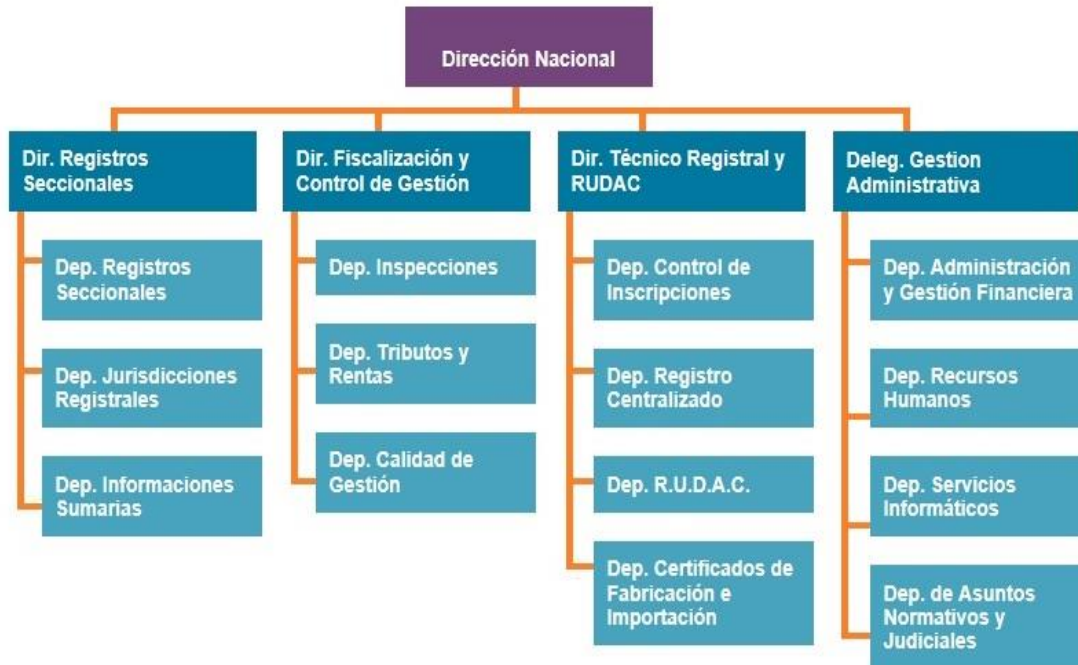 Dirección Nacional
Dir. Registros
Seccionales
Dep. Registros
Seccionales
Dep. Jurisdicciones
Registrales
Dep. Informaciones
Sumarias
Dir. Fiscalización y
Control de Gestión
Dep. Inspecciones
Dep. Tributos y
Rentas
Dep. Calidad de
Gestión
Dir. Técnico Registral y
RUDAC
Dep. Control de
Inscripciones
Dep. Registro
Centralizado
Dep. R.U.D.A.C.
Dep. Certificados de
Fabricación e
Importación
Deleg. Gestion
Administrativa
Dep. Administración
y Gestión Financiera
Dep. Recursos
Humanos
Dep. Servicios
Informáticos
Dep. de Asuntos
Normativos y
Judiciales